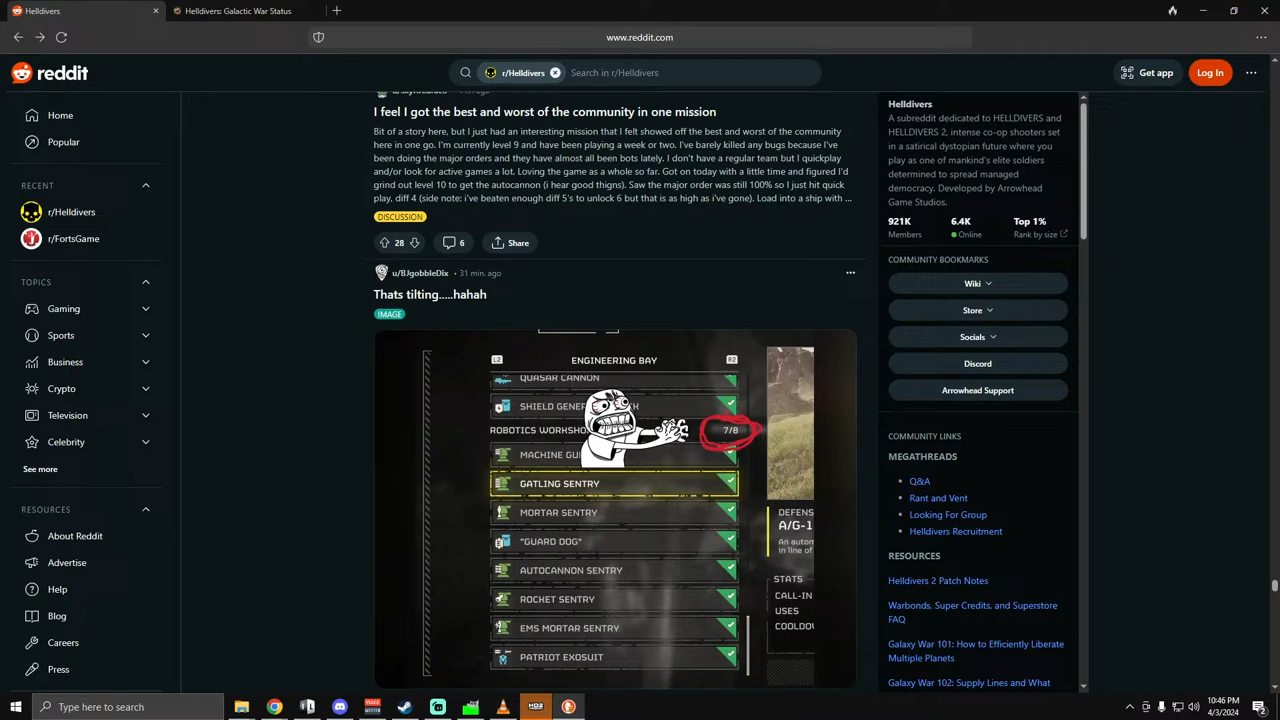 Helldivers
Helldivers: Galactic War Status
www.reddit.com
reddit
r/Helldivers
Search in r/Helldivers
Get app
Log In
Home
Popular
RECENT
r/Helldivers
r/FortsGame
TOPICS
Gaming
Sports
Business
Crypto
Television
Celebrity
See more
RESOURCES
About Reddit
Advertise
Help
Blog
Careers
Press
I feel I got the best and worst of the community in one mission
Bit of a story here, but I just had an interesting mission that I felt showed off the best and worst of the community
here in one go. I'm currently level 9 and have been playing a week or two. I've barely killed any bugs because I've
been doing the major orders and they have almost all been bots lately. I don't have a regular team but I quickplay
and/or look for active games a lot. Loving the game as a whole so far. Got on today with a little time and figured I'd
grind out level 10 to get the autocannon (i hear good thigns). Saw the major order was still 100% so I just hit quick
play, diff 4 (side note: i've beaten enough diff 5's to unlock 6 but that is as high as i've gone). Load into a ship with ...
DISCUSSION
28
6
Share
u/BJgobbleDix • 31 min. ago
Thats tilting.....hahah
IMAGE
L2
ENGINEERING BAY
R2
QUASAR CANNON
SHIELD GENER
CK
ROBOTICS WORKSHO
7/8
MACHINE GU
GATLING SENTRY
MORTAR SENTRY
"GUARD DOG"
AUTOCANNON SENTRY
ROCKET SENTRY
EMS MORTAR SENTRY
PATRIOT EXOSUIT
DEFENS
A/G-1
An autom
in line of
STATS
CALL-IN
USES
COOLDOW
Helldivers
A subreddit dedicated to HELLDIVERS and
HELLDIVERS 2, intense co-op shooters set
in a satirical dystopian future where you
play as one of mankind's elite soldiers
determined to spread managed
democracy. Developed by Arrowhead
Game Studios.
921K
6.4K
Top 1%
Members
Online
Rank by size
COMMUNITY BOOKMARKS
Wiki
Store
Socials
Discord
Arrowhead Support
COMMUNITY LINKS
MEGATHREADS
Q&A
Rant and Vent
Looking For Group
Helldivers Recruitment
RESOURCES
Helldivers 2 Patch Notes
Warbonds, Super Credits, and Superstore
FAQ
Galaxy War 101: How to Efficiently Liberate
Multiple Planets
Galaxy War 102: Supply Lines and What
Type here to search
HD2
10:46 PM
4/3/2024
2